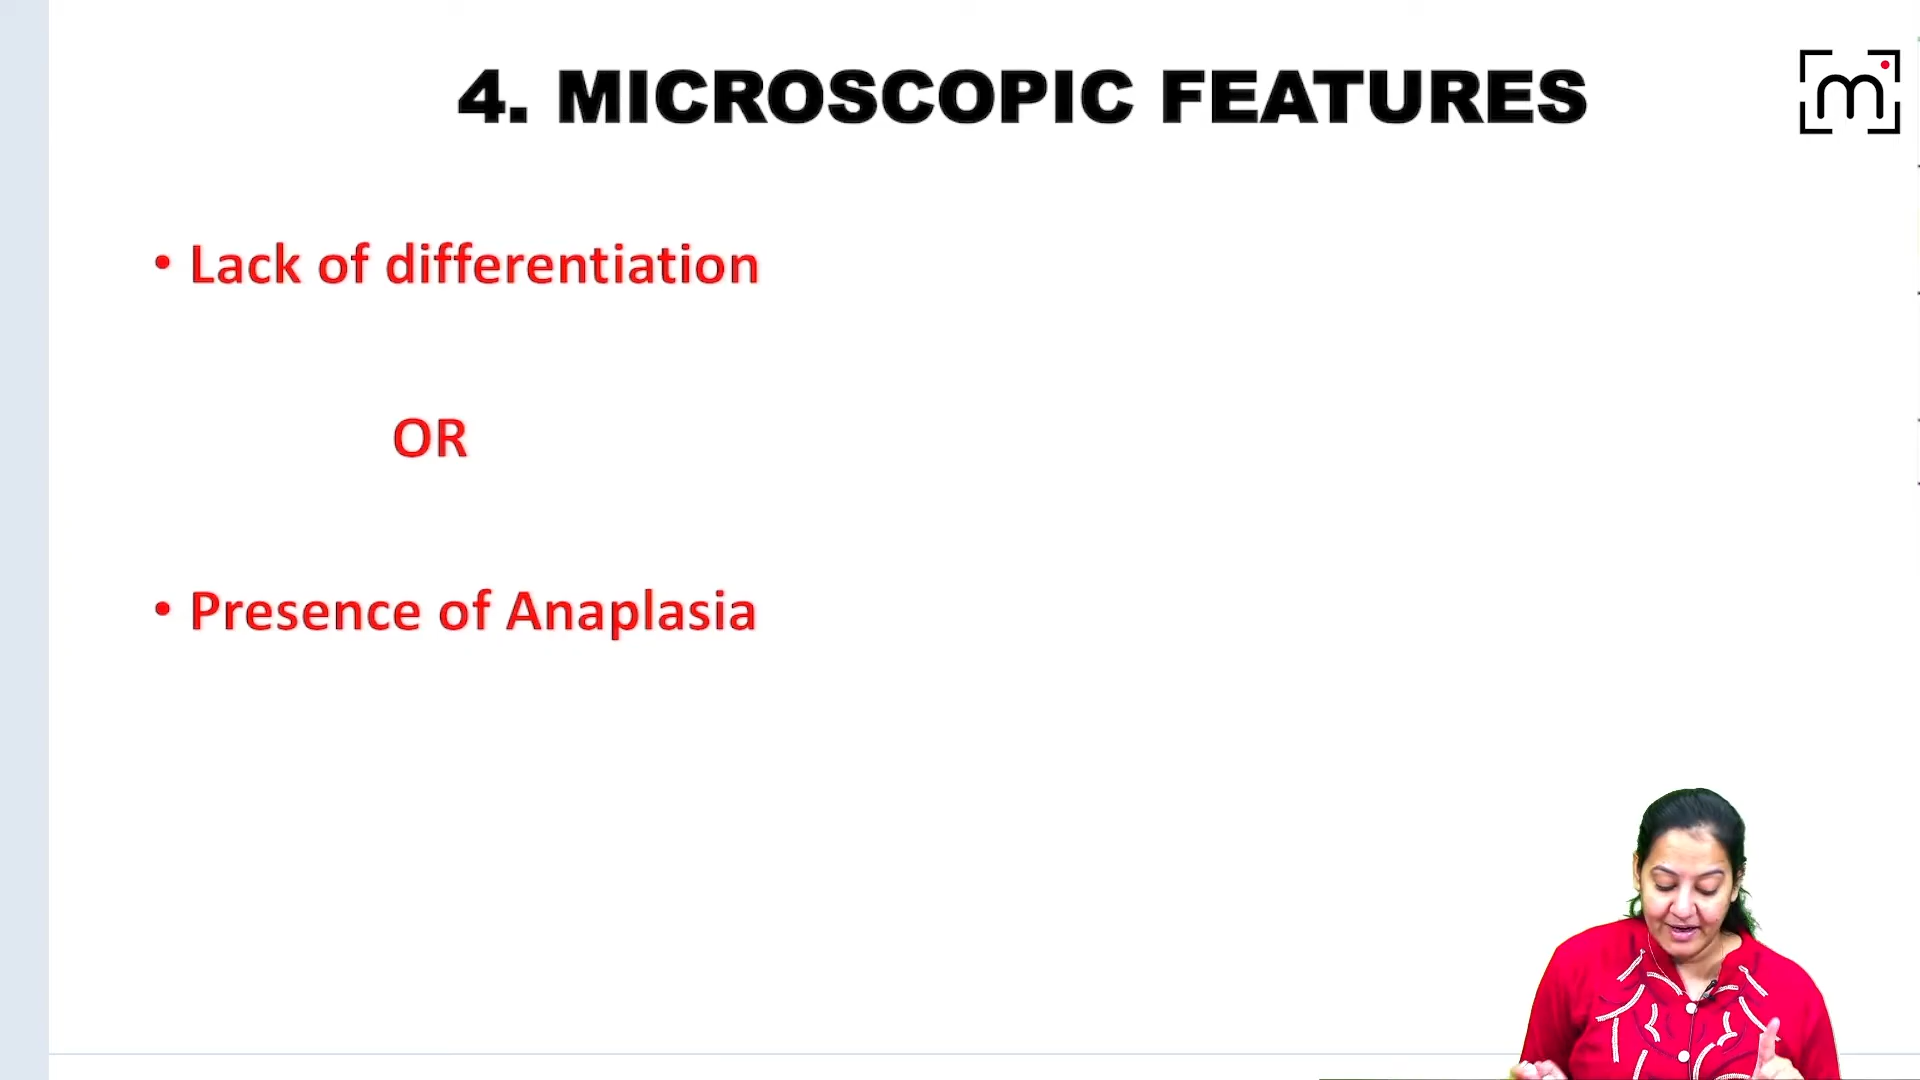 4. MICROSCOPIC FEATURES
m
• Lack of differentiation
OR
• Presence of Anaplasia